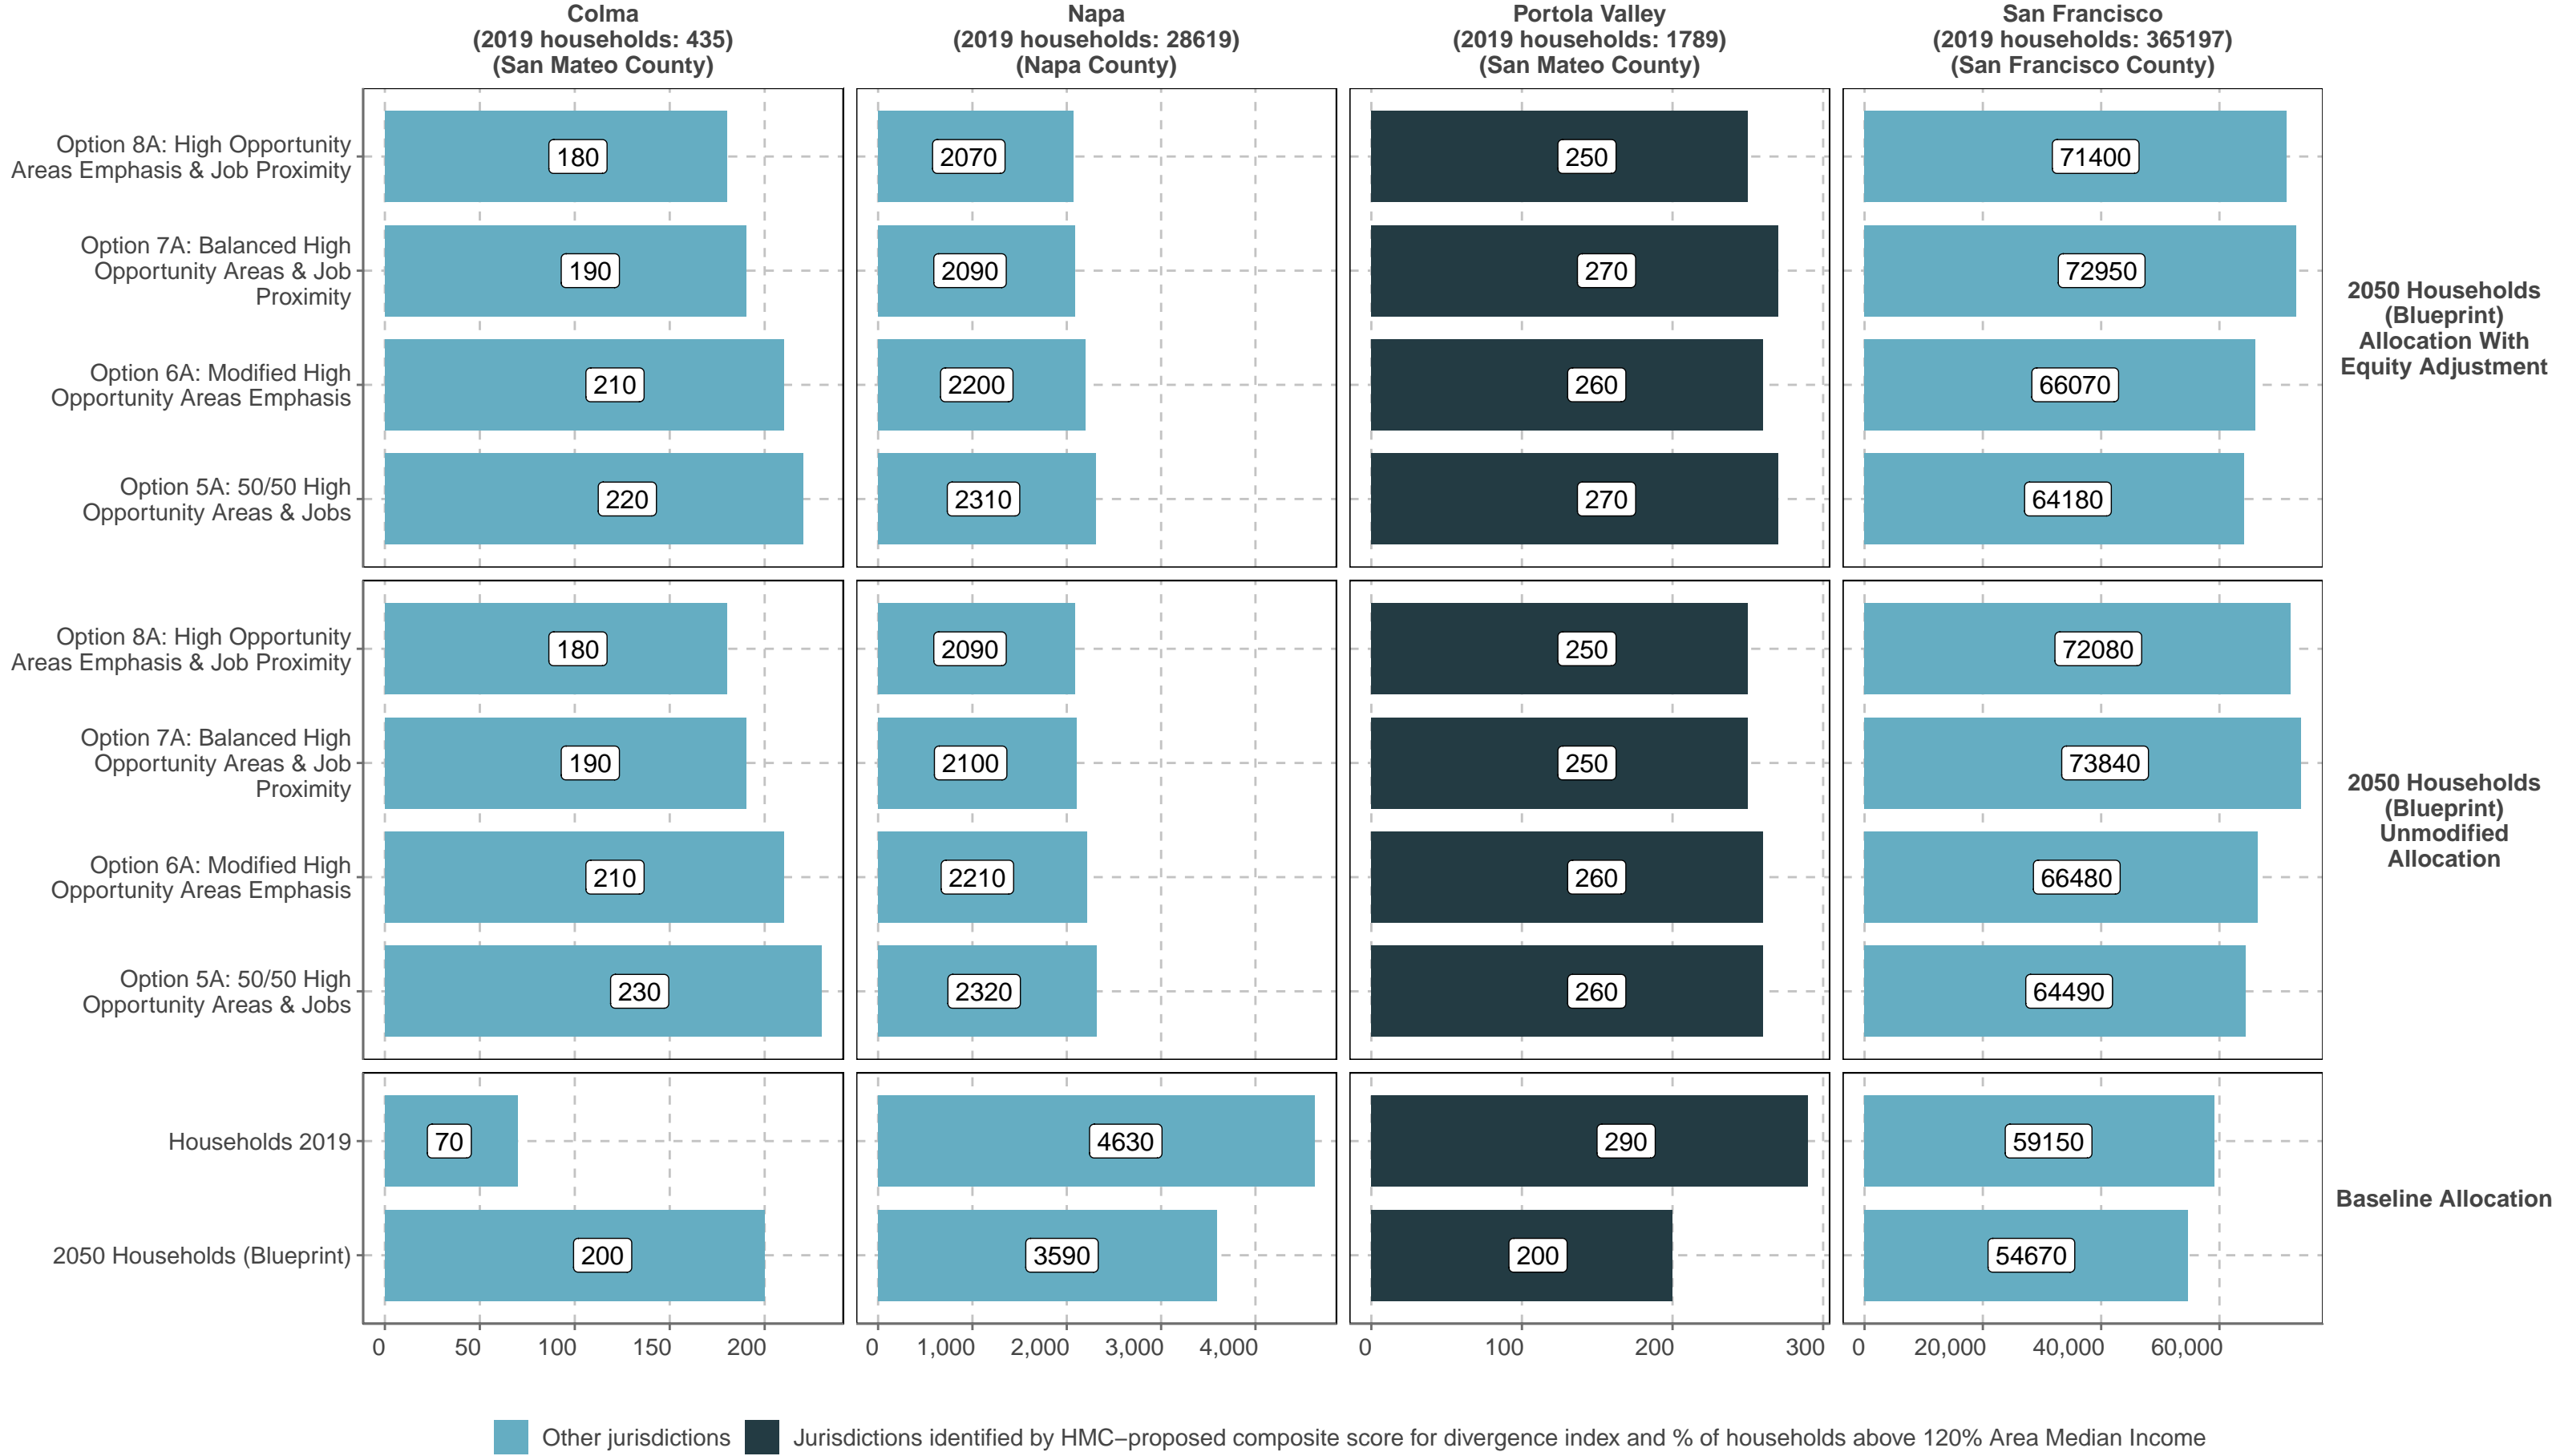 Colma
(2019 households: 435)
(San Mateo County)
Napa
(2019 households: 28619)
(Napa County)
Portola Valley
(2019 households: 1789)
(San Mateo County)
San Francisco
(2019 households: 365197)
(San Francisco County)
Option 8A: High Opportunity
Areas Emphasis & Job Proximity
180
2070
250
71400
Option 7A: Balanced High
Opportunity Areas & Job
Proximity
190
2090
270
72950
Option 6A: Modified High
Opportunity Areas Emphasis
210
2200
260
66070
Option 5A: 50/50 High
Opportunity Areas & Jobs
220
2310
270
64180
2050 Households
(Blueprint)
Allocation With
Equity Adjustment
Option 8A: High Opportunity
Areas Emphasis & Job Proximity
180
2090
250
72080
Option 7A: Balanced High
Opportunity Areas & Job
Proximity
190
2100
250
73840
Option 6A: Modified High
Opportunity Areas Emphasis
210
2210
260
66480
Option 5A: 50/50 High
Opportunity Areas & Jobs
230
2320
260
64490
2050 Households
(Blueprint)
Unmodified
Allocation
Households 2019
70
4630
290
59150
2050 Households (Blueprint)
200
3590
200
54670
Baseline Allocation
0 50 100 150 200
0 1,000 2,000 3,000 4,000
0 100 200 300
0 20,000 40,000 60,000
Other jurisdictions
Jurisdictions identified by HMC−proposed composite score for divergence index and % of households above 120% Area Median Income